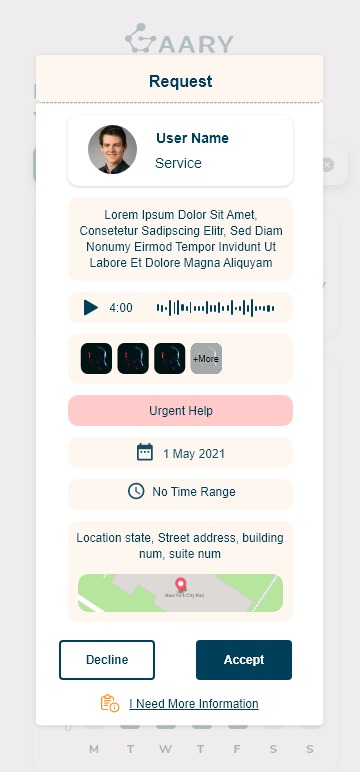 AARY
Request
User Name
Service
Lorem Ipsum Dolor Sit Amet,
Consetetur Sadipscing Elitr, Sed Diam
Nonumy Eirmod Tempor Invidunt Ut
Labore Et Dolore Magna Aliquyam
4:00
+More
Urgent Help
1 May 2021
No Time Range
Location state, Street address, building
num, suite num
New York City Hall
Decline
Accept
I Need More Information
0
M T W T F S S